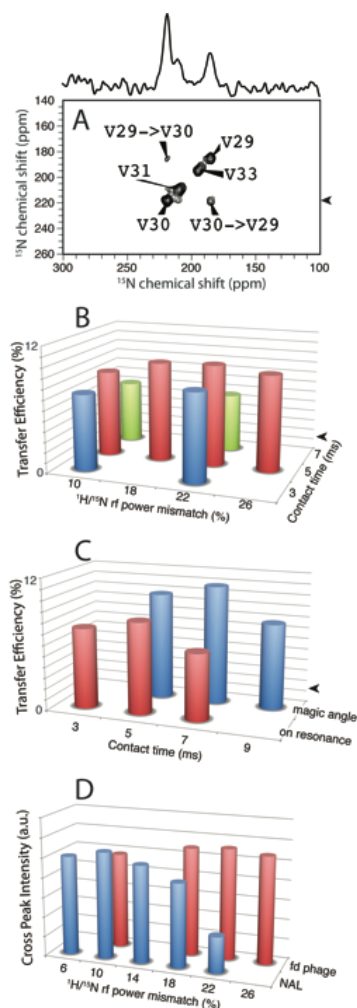 140
160
180
200
220
240
260
¹⁵N chemical shift (ppm)
A
V29->V30
V29
V31
V33
V30
V30->V29
300 250 200 150 100
¹⁵N chemical shift (ppm)
B
12
Transfer Efficiency (%)
0
10 18 22 26
¹H/¹⁵N rf power mismatch (%)
3 5 7
Contact time (ms)
C
12
Transfer Efficiency (%)
0
3 5 7 9
Contact time (ms)
magic angle
on resonance
D
Cross Peak Intensity (a.u.)
6 10 14 18 22 26
¹H/¹⁵N rf power mismatch (%)
fd phage
NAL